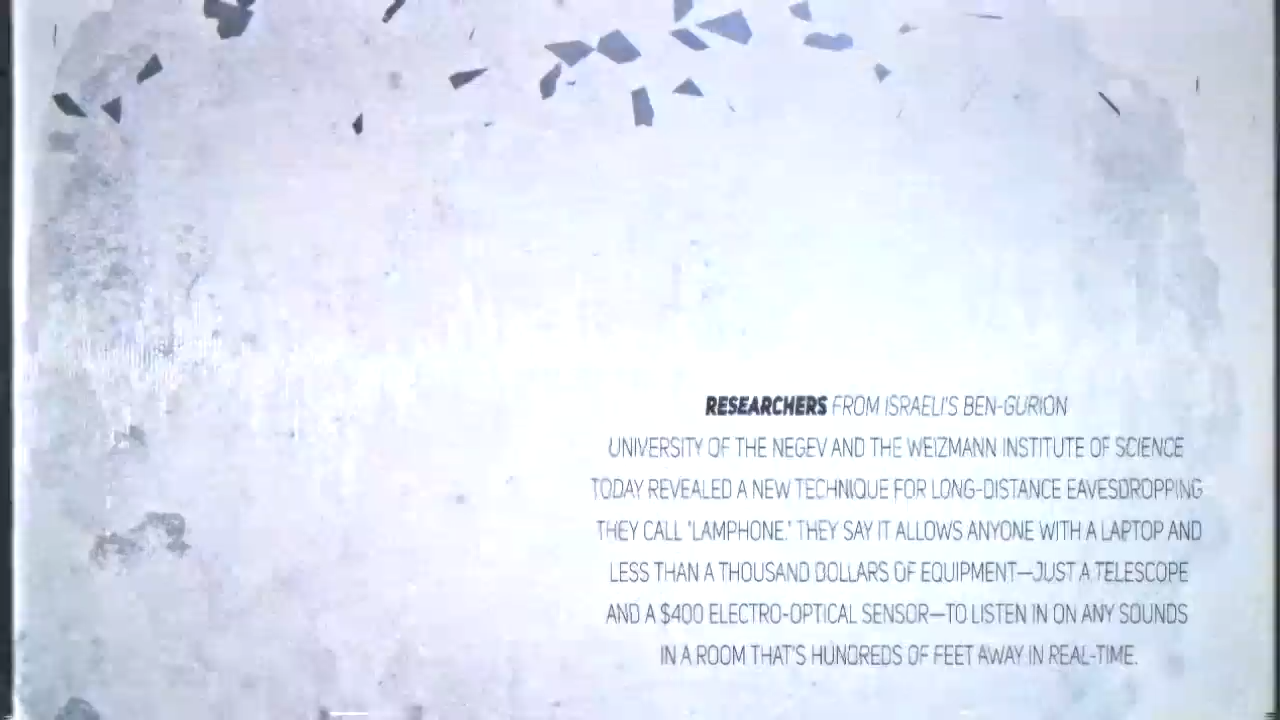 RESEARCHERS FROM ISRAELI'S BEN-GURION
UNIVERSITY OF THE NEGEV AND THE WEIZMANN INSTITUTE OF SCIENCE
TODAY REVEALED A NEW TECHNIQUE FOR LONG-DISTANCE EAVESDROPPING
THEY CALL "LAMPHONE." THEY SAY IT ALLOWS ANYONE WITH A LAPTOP AND
LESS THAN A THOUSAND DOLLARS OF EQUIPMENT—JUST A TELESCOPE
AND A $400 ELECTRO-OPTICAL SENSOR—TO LISTEN IN ON ANY SOUNDS
IN A ROOM THAT'S HUNDREDS OF FEET AWAY IN REAL-TIME.